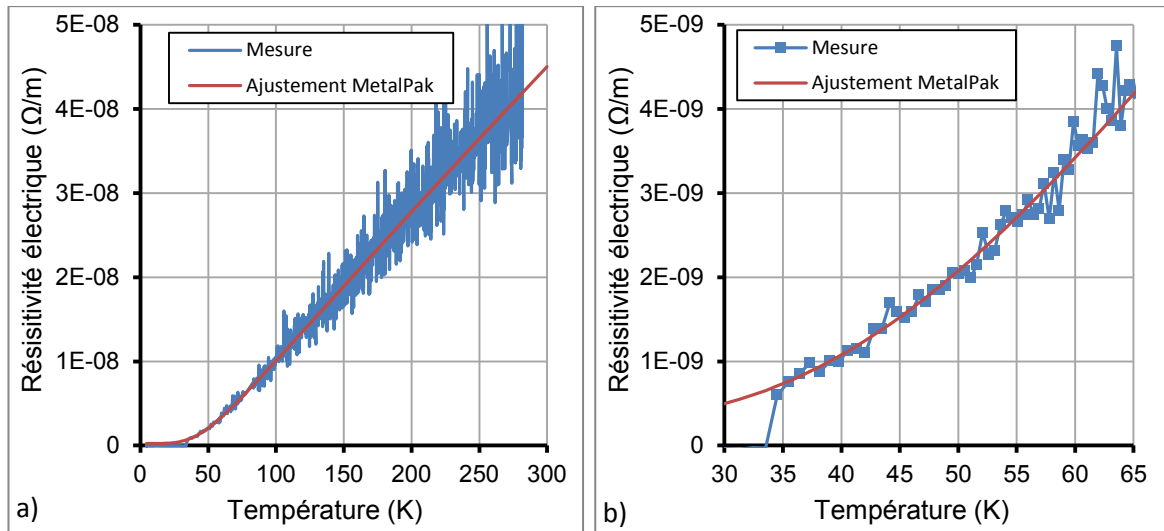 Mesure
Ajustement MetalPak
Résistivité électrique (Ω/m)
5E-08
4E-08
3E-08
2E-08
1E-08
0
0 50 100 150 200 250 300
Température (K)
a)
Mesure
Ajustement MetalPak
Résistivité électrique (Ω/m)
5E-09
4E-09
3E-09
2E-09
1E-09
0
30 35 40 45 50 55 60 65
Température (K)
b)